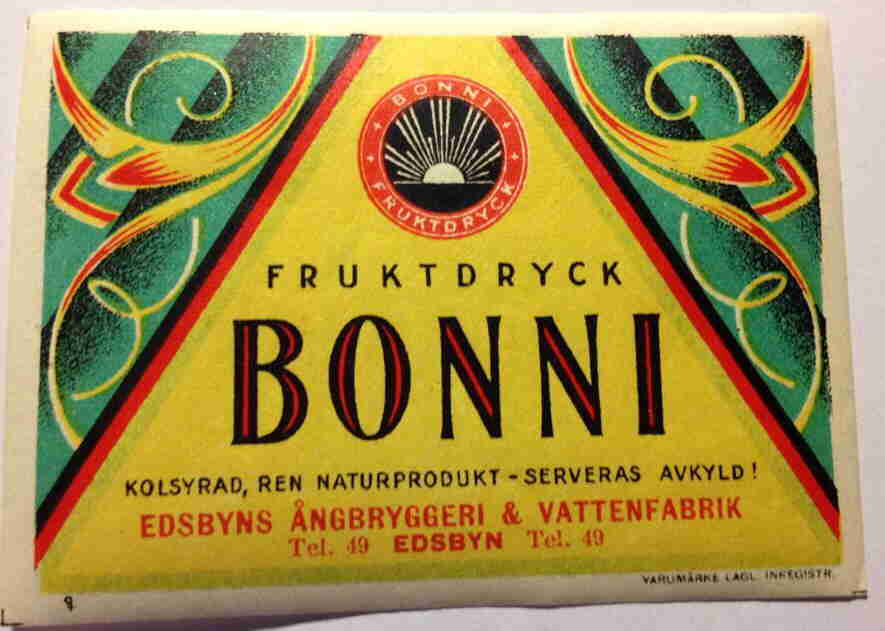 BONNI
FRUKTDRYCK
FRUKTDRYCK
BONNI
KOLSYRAD, REN NATURPRODUKT - SERVERAS AVKYLD!
EDSBYNS ÅNGBRYGGERI & VATTENFABRIK
Tel. 49 EDSBYN Tel. 49
VARUMÄRKE LAGL. INREGISTR.